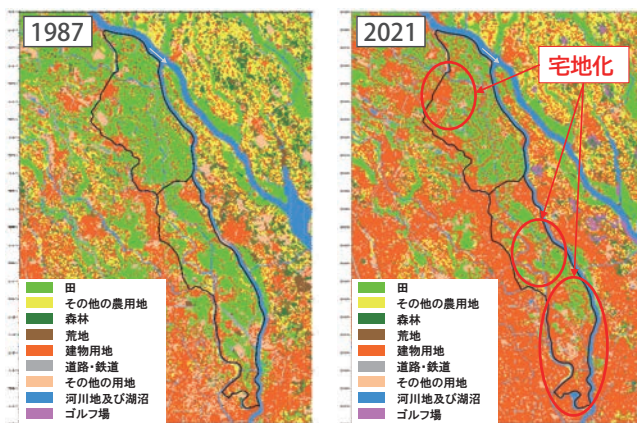 1987
田
その他の農用地
森林
荒地
建物用地
道路・鉄道
その他の用地
河川地及び湖沼
ゴルフ場
2021
宅地化
田
その他の農用地
森林
荒地
建物用地
道路・鉄道
その他の用地
河川地及び湖沼
ゴルフ場